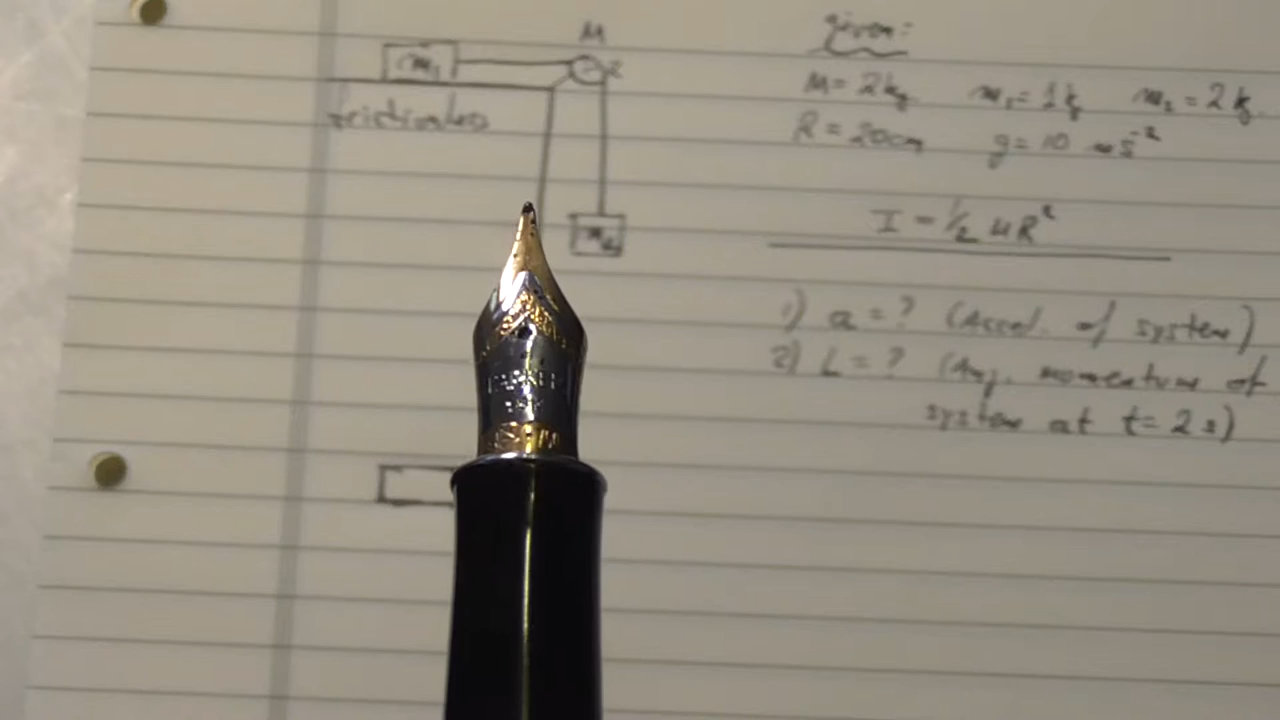 given:
M
m₁
R
M = 2kg m₁ = 1kg m₂ = 2kg
frictionless
R = 20cm g = 10 ms⁻²
m₂
I = ½ MR²
1) a = ? (Accel. of system)
2) L = ? (Ang. momentum of
system at t = 2s)
PARKER